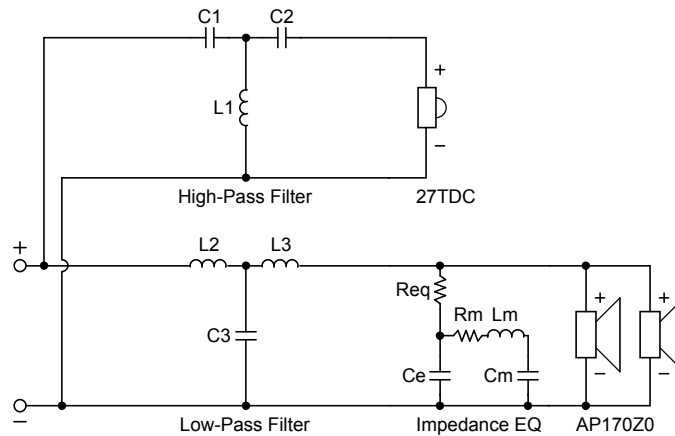 C1 C2
+
L1
−
High-Pass Filter 27TDC
+ L2 L3
Req
Rm Lm + +
C3
Ce Cm − −
−
Low-Pass Filter Impedance EQ AP170Z0